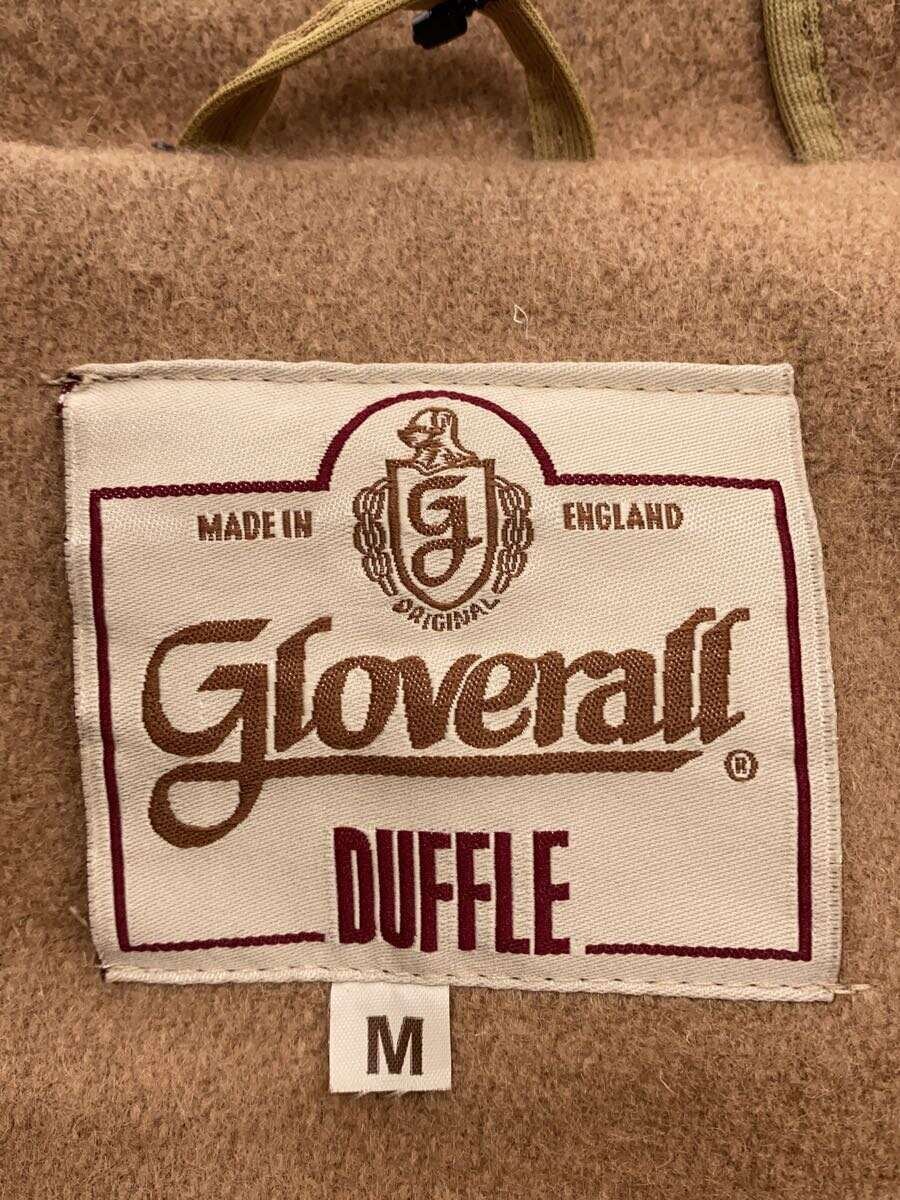 G
MADE IN ENGLAND
ORIGINAL
Gloverall
®
DUFFLE
M